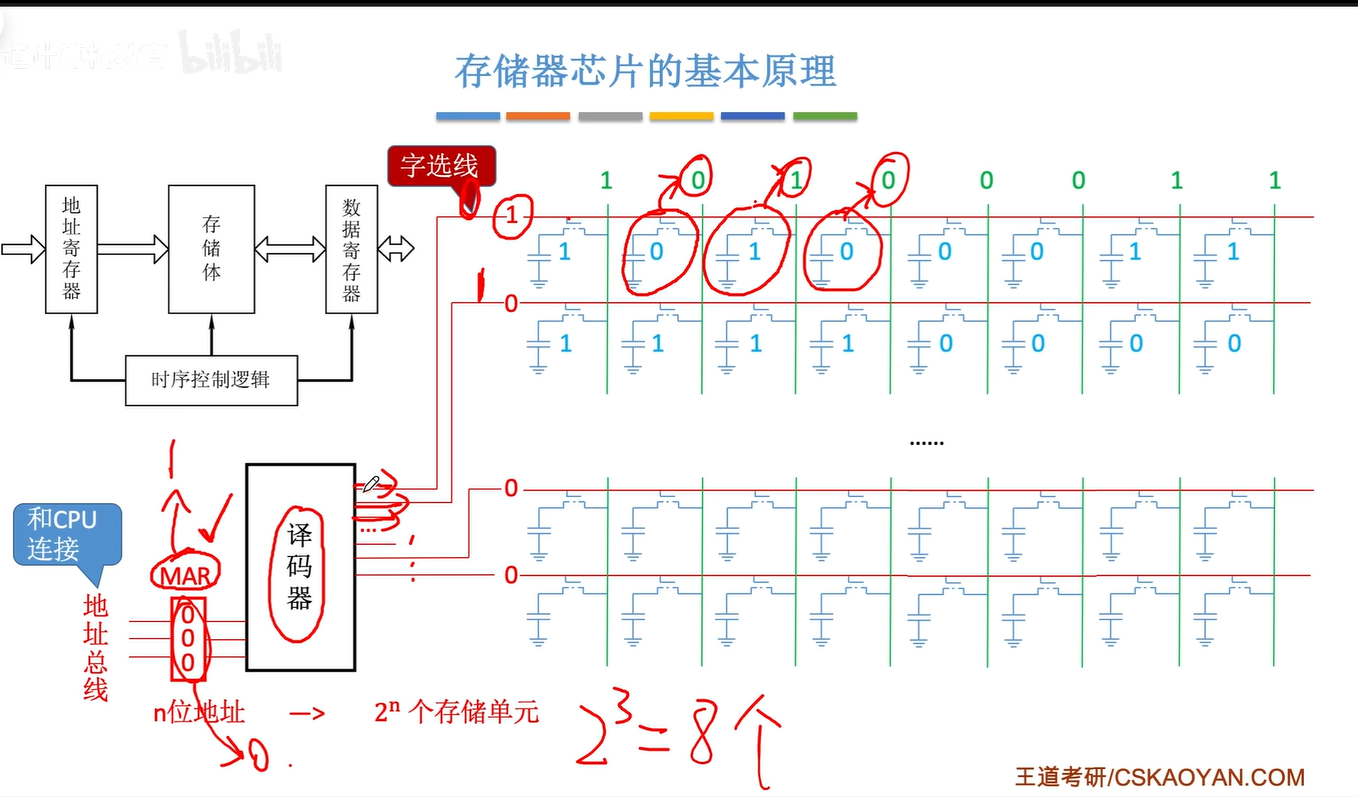 bilibili
存储器芯片的基本原理
字选线
地址寄存器
存储体
数据寄存器
时序控制逻辑
1 0 1 0 0 0 1 1
1
1 0 1 0 0 0 1 1
1
0
1 1 1 1 0 0 0 0
......
0
0
1
和CPU
连接
MAR
地址总线
0
0
0
...
译码器
n位地址 —> 2ⁿ 个存储单元
2³=8个
0.
王道考研/CSKAOYAN.COM